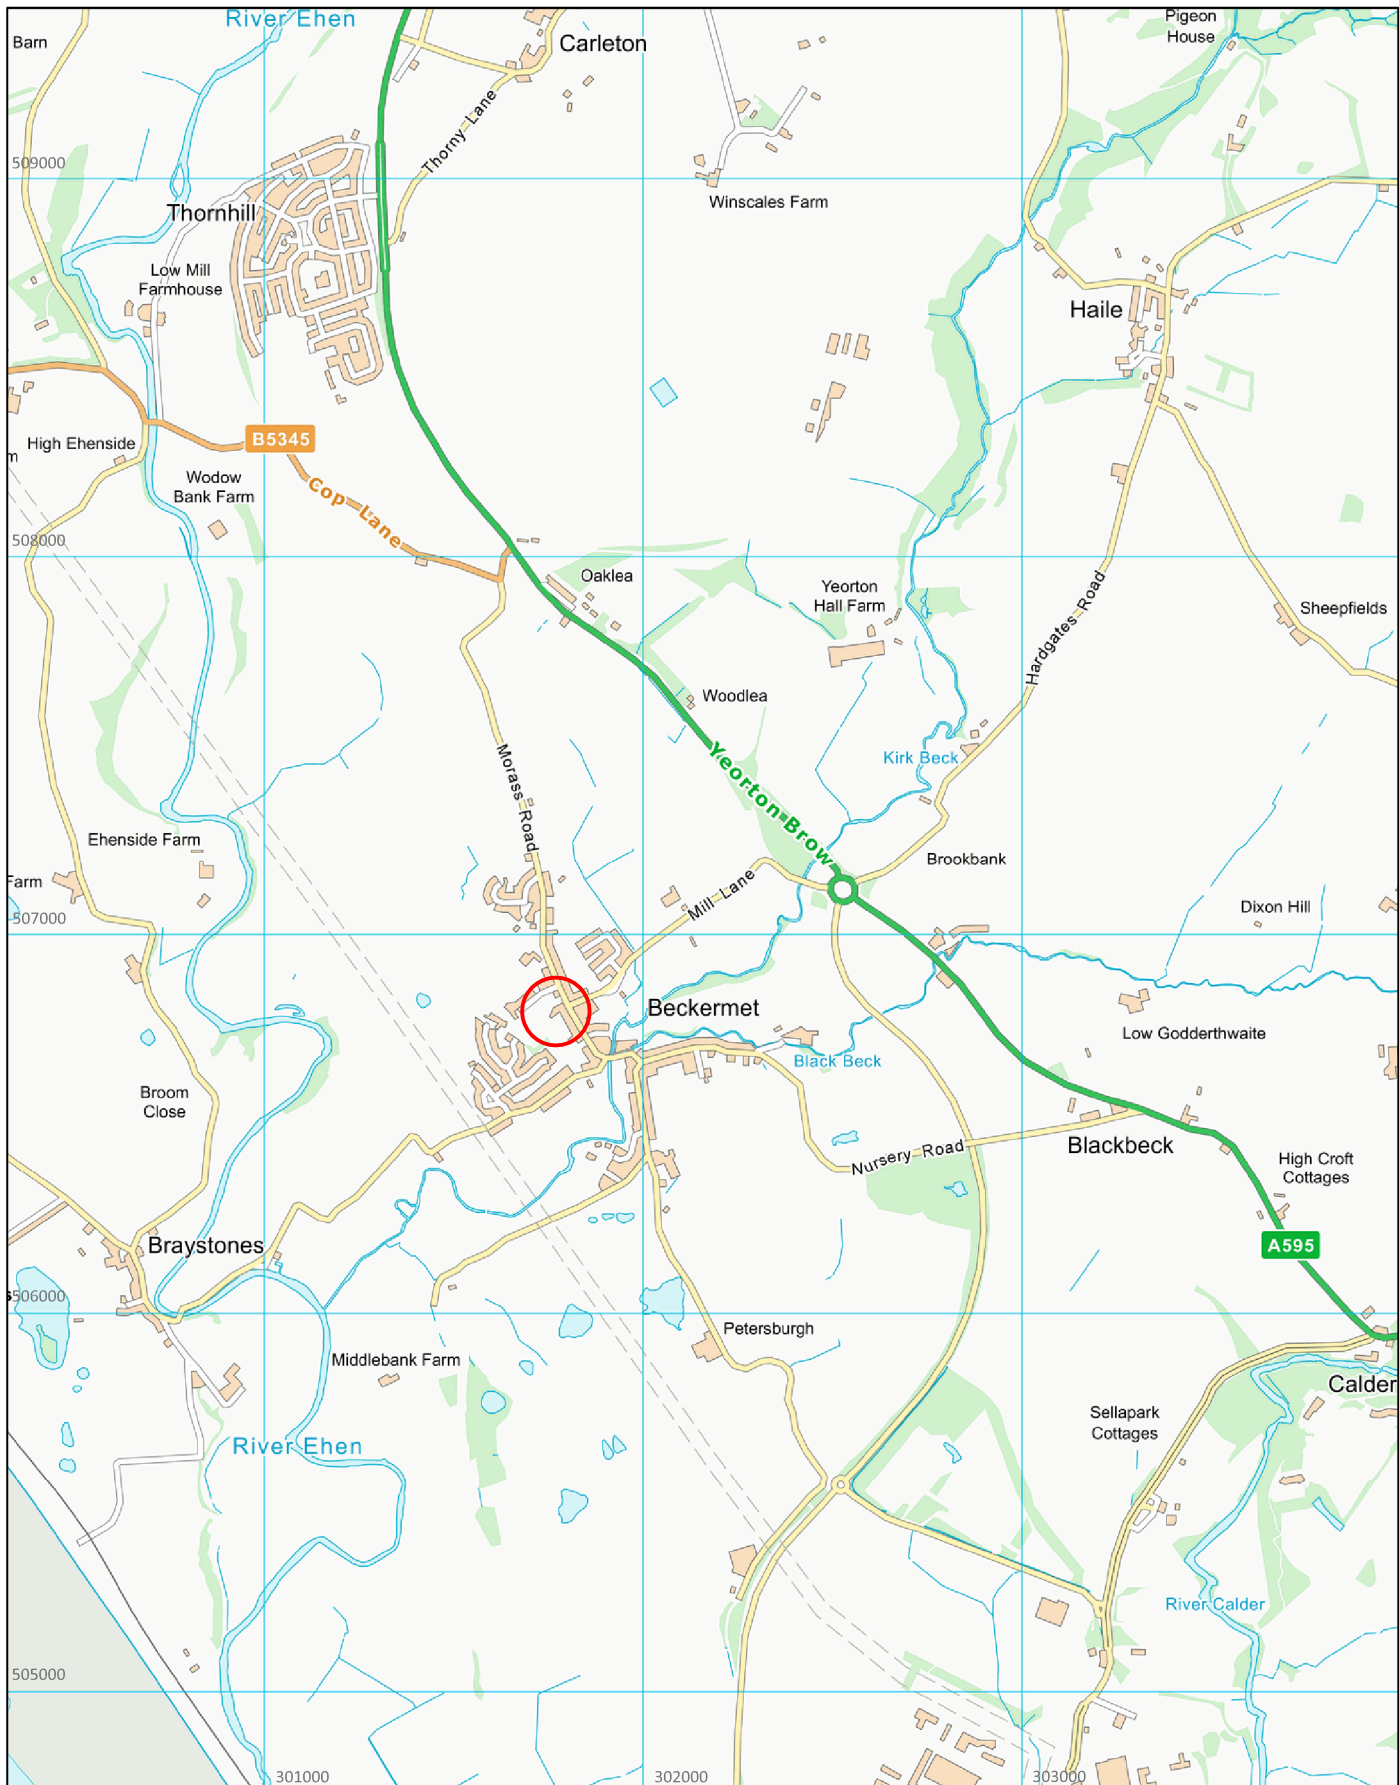 River Ehen
Pigeon
House
Barn
Carleton
Thorny Lane
509000
Winscales Farm
Thornhill
Low Mill
Farmhouse
Haile
B5345
High Ehenside
m
Wodow
Bank Farm
Cop Lane
508000
Oaklea
Yeorton
Hall Farm
Hardgates Road
Sheepfields
Woodlea
Kirk Beck
Morass Road
Yeorton Brow
Ehenside Farm
Brookbank
Farm
Mill Lane
507000
Dixon Hill
Beckermet
Low Godderthwaite
Black Beck
Broom
Close
Nursery Road
Blackbeck
High Croft
Cottages
Braystones
A595
s
506000
Petersburgh
Middlebank Farm
Calder
Sellapark
Cottages
River Ehen
River Calder
505000
301000
302000
303000